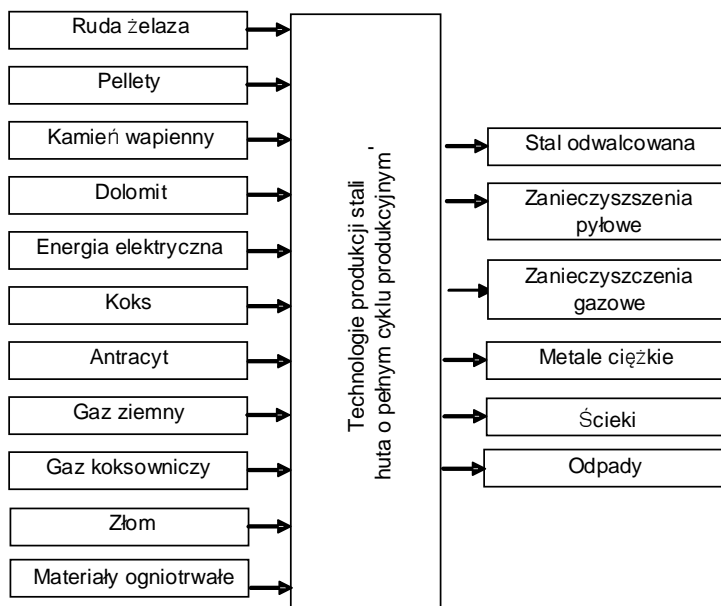 Ruda żelaza
Pellety
Kamień wapienny
Dolomit
Energia elektryczna
Koks
Antracyt
Gaz ziemny
Gaz koksowniczy
Złom
Materiały ogniotrwałe
Technologie produkcji stali
huta o pełnym cyklu produkcyjnym'
Stal odwalcowana
Zanieczyszszenia
pyłowe
Zanieczyszczenia
gazowe
Metale ciężkie
Ścieki
Odpady